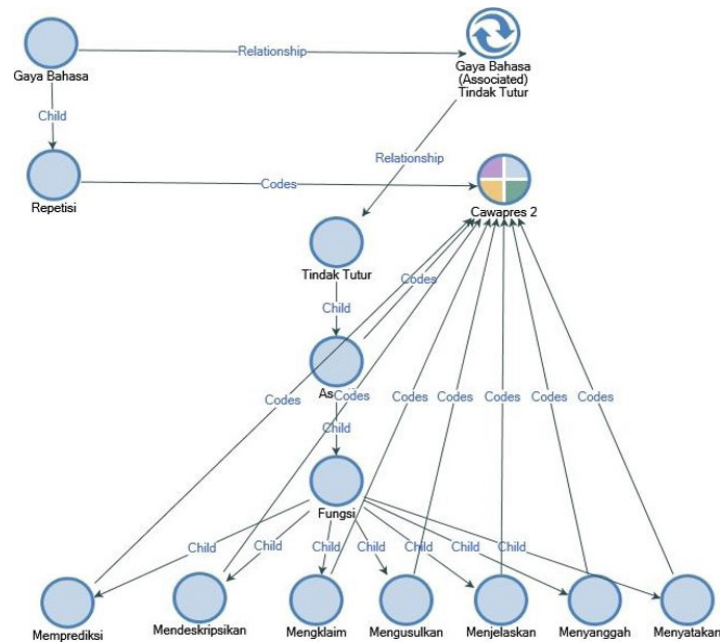 Relationship
Gaya Bahasa
Gaya Bahasa
(Associated)
Tindak Tutur
Child
Relationship
Repetisi
Codes
Cawapres 2
Tindak Tutur
Codes
Child
Codes
Codes
Codes
Codes
Codes
Codes
Codes
Child
Fungsi
Child
Child
Child
Child
Child
Child
Child
Memprediksi
Mendeskripsikan
Mengklaim
Mengusulkan
Menjelaskan
Menyanggah
Menyatakan